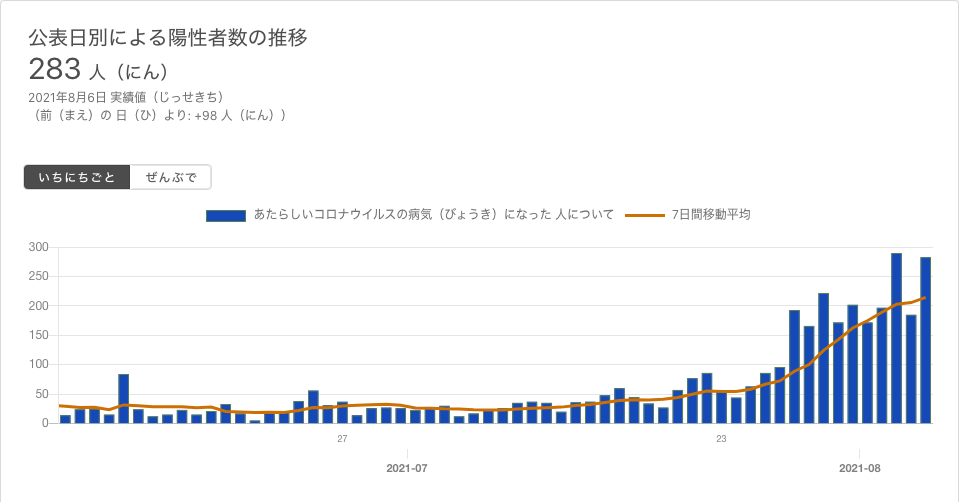 公表日別による陽性者数の推移
283 人（にん）
2021年8月6日 実績値（じっせきち）
（前（まえ）の 日（ひ）より: +98 人（にん））
いちにちごと ぜんぶで
あたらしいコロナウイルスの病気（びょうき）になった 人について 7日間移動平均
300
250
200
150
100
50
0
27 23
2021-07 2021-08